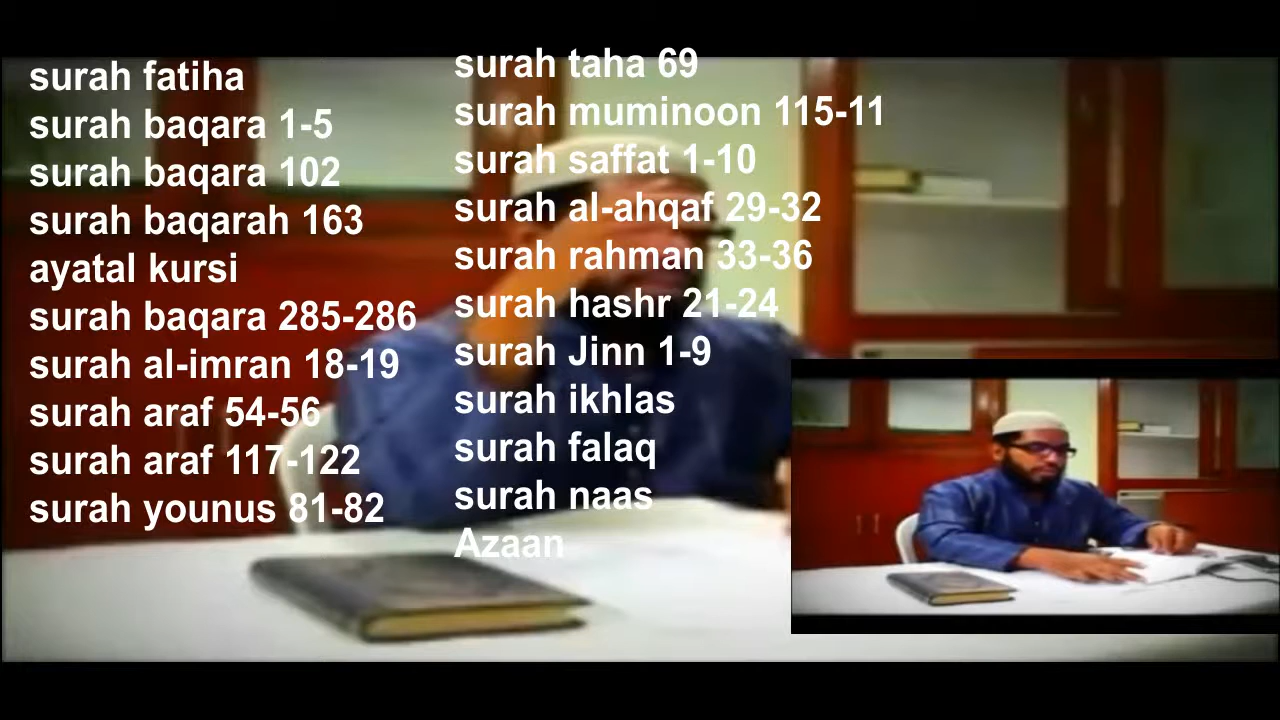 surah fatiha
surah baqara 1-5
surah baqara 102
surah baqarah 163
ayatal kursi
surah baqara 285-286
surah al-imran 18-19
surah araf 54-56
surah araf 117-122
surah younus 81-82
surah taha 69
surah muminoon 115-11
surah saffat 1-10
surah al-ahqaf 29-32
surah rahman 33-36
surah hashr 21-24
surah Jinn 1-9
surah ikhlas
surah falaq
surah naas
Azaan